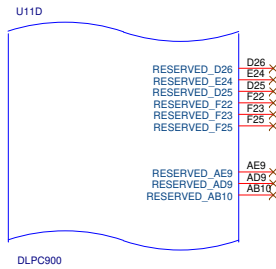 U11D
RESERVED_D26 D26
RESERVED_E24 E24
RESERVED_D25 D25
RESERVED_F22 F22
RESERVED_F23 F23
RESERVED_F25 F25
RESERVED_AE9 AE9
RESERVED_AD9 AD9
RESERVED_AB10 AB10
DLPC900